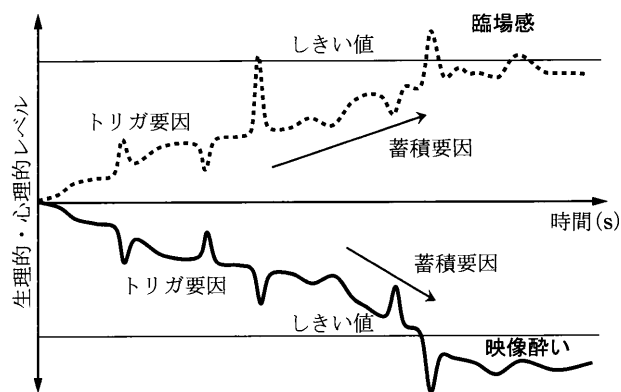 臨場感
しきい値
トリガ要因
蓄積要因
生理的・心理的レベル
時間(s)
蓄積要因
トリガ要因
しきい値
映像酔い